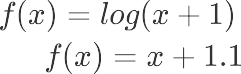 f(x) = log(x + 1)
f(x) = x + 1.1